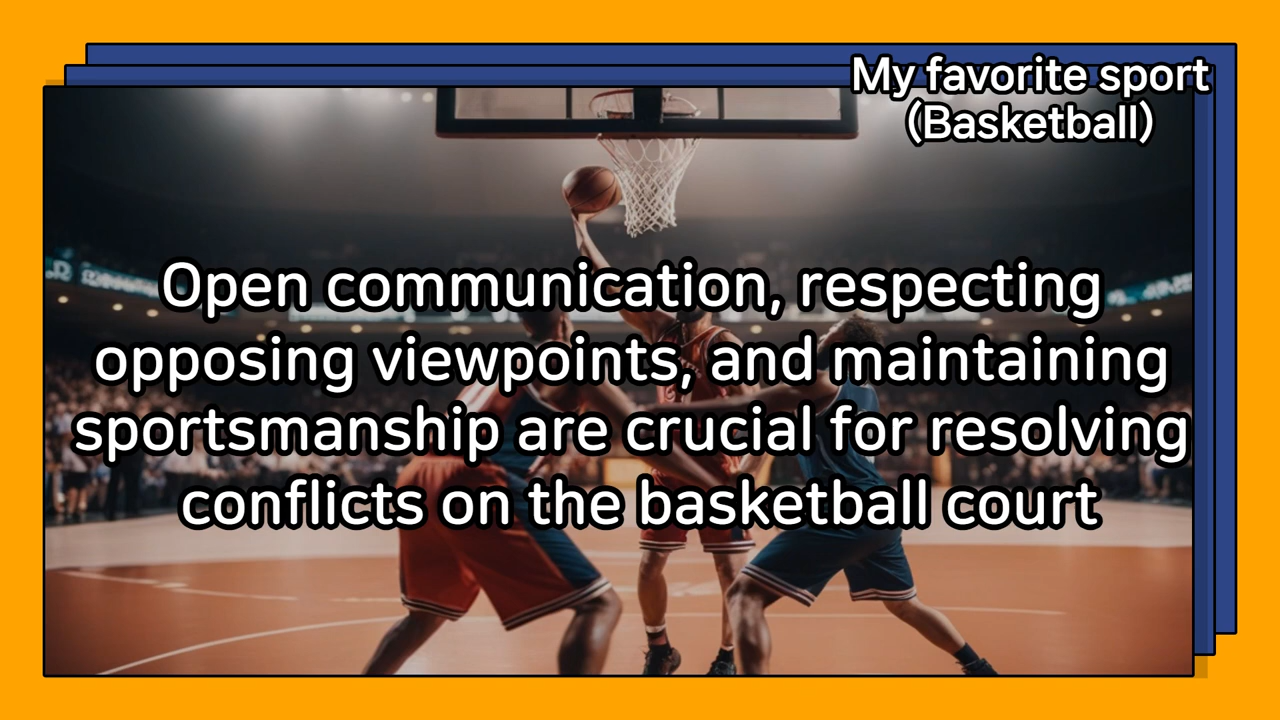 My favorite sport
(Basketball)
Open communication, respecting
opposing viewpoints, and maintaining
sportsmanship are crucial for resolving
conflicts on the basketball court